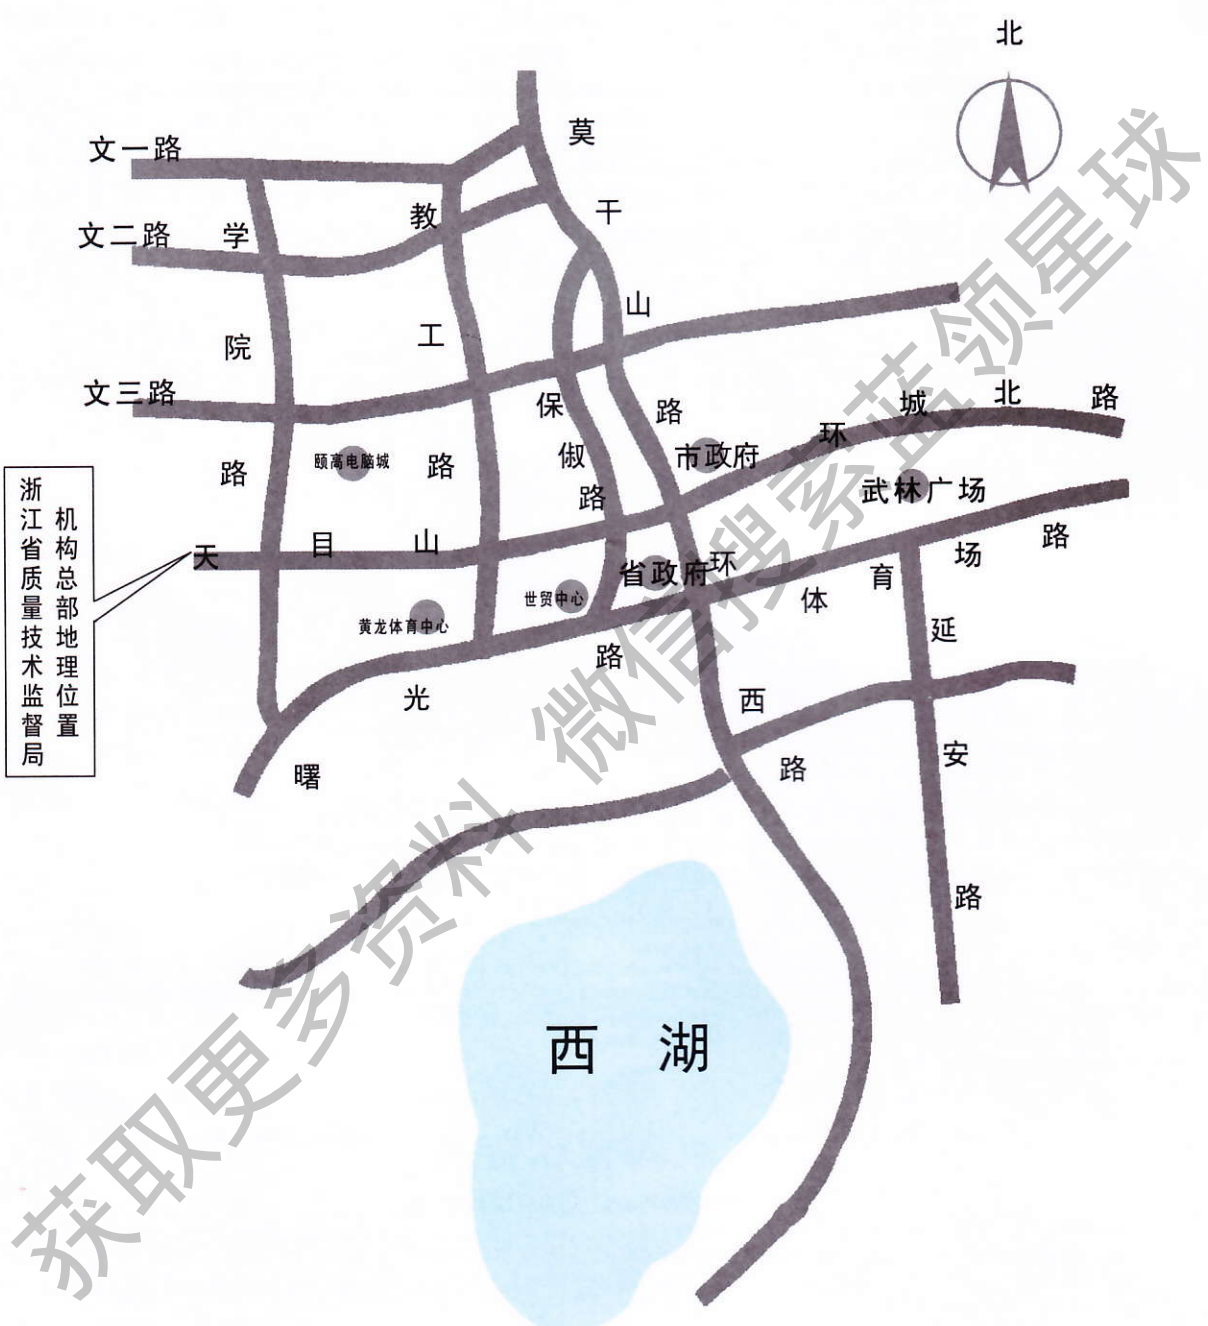 北
文一路
莫干山路
文二路
学院路
教工路
文三路
保俶路
环城北路
市政府
颐高电脑城
武林广场
天目山路
省政府
体育场路
环西路
世贸中心
黄龙体育中心
曙光路
延安路
浙江省质量技术监督局
机构总部地理位置
西湖
获取更多资料 微信搜索蓝领星球